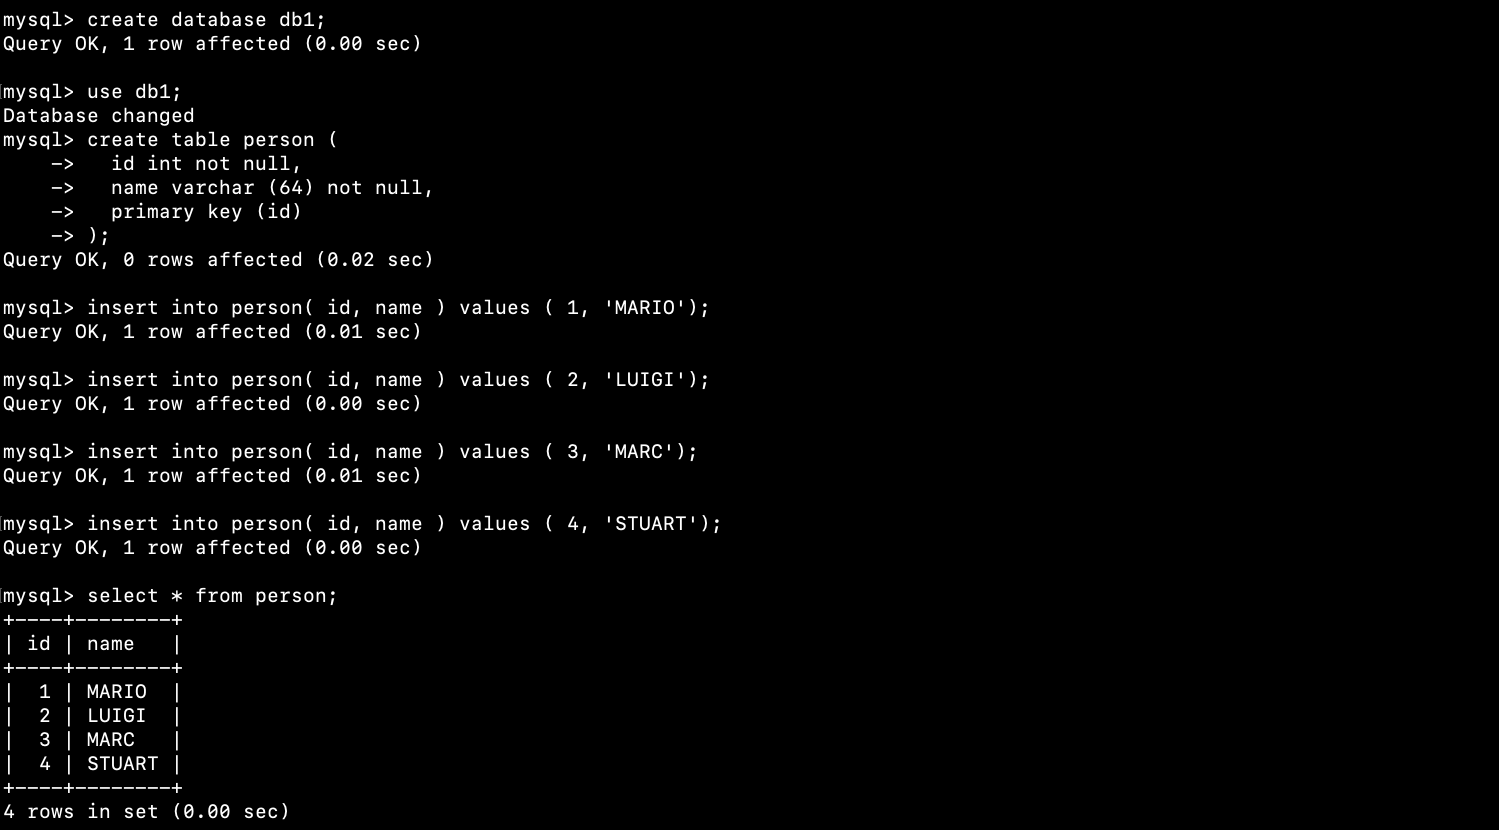 mysql> create database db1;
Query OK, 1 row affected (0.00 sec)
mysql> use db1;
Database changed
mysql> create table person (
    ->   id int not null,
    ->   name varchar (64) not null,
    ->   primary key (id)
    -> );
Query OK, 0 rows affected (0.02 sec)
mysql> insert into person( id, name ) values ( 1, 'MARIO');
Query OK, 1 row affected (0.01 sec)
mysql> insert into person( id, name ) values ( 2, 'LUIGI');
Query OK, 1 row affected (0.00 sec)
mysql> insert into person( id, name ) values ( 3, 'MARC');
Query OK, 1 row affected (0.01 sec)
mysql> insert into person( id, name ) values ( 4, 'STUART');
Query OK, 1 row affected (0.00 sec)
mysql> select * from person;
+----+--------+
| id | name   |
+----+--------+
|  1 | MARIO  |
|  2 | LUIGI  |
|  3 | MARC   |
|  4 | STUART |
+----+--------+
4 rows in set (0.00 sec)